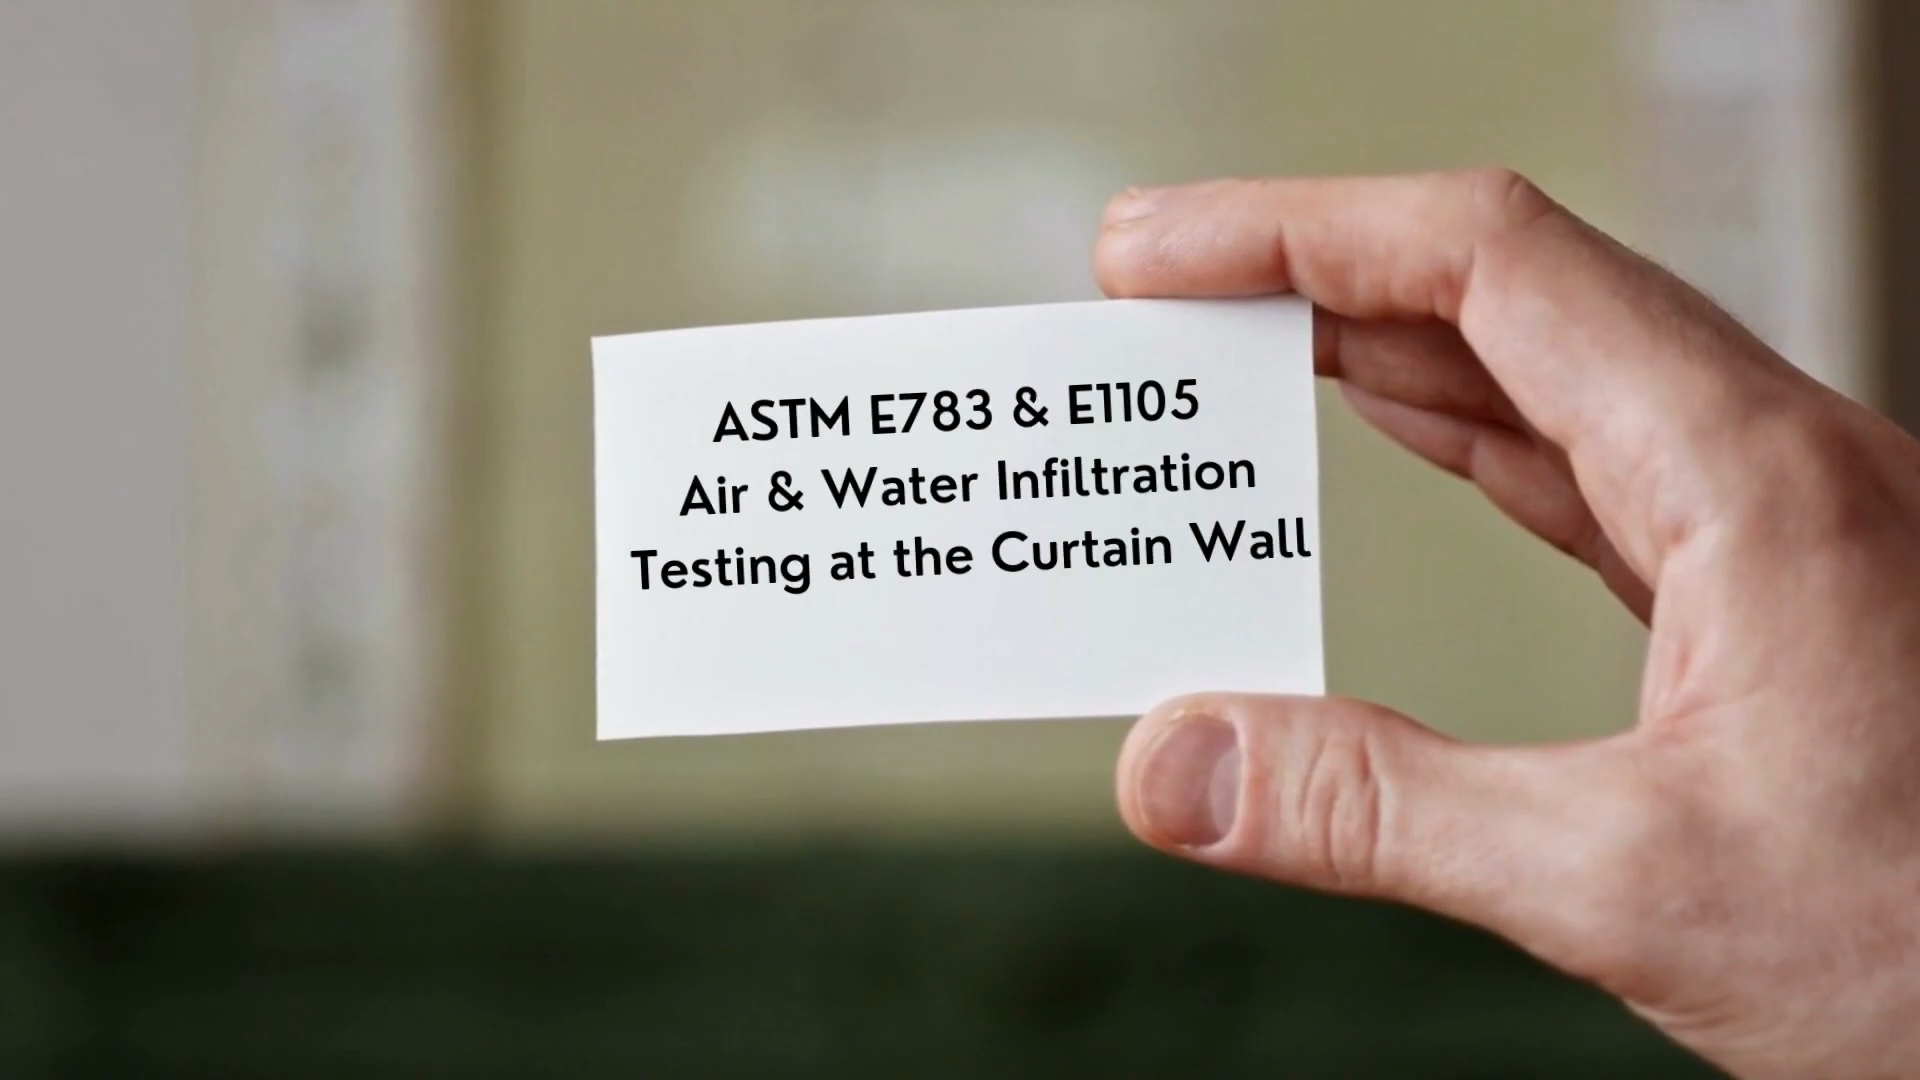 ASTM E783 & E1105
Air & Water Infiltration
Testing at the Curtain Wall